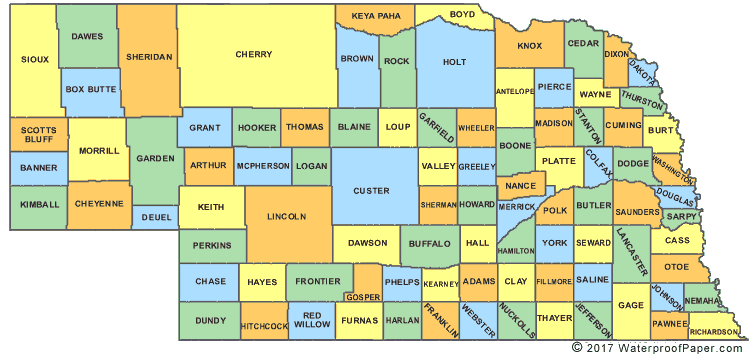 KEYA PAHA
BOYD
DAWES
SIOUX
SHERIDAN
CHERRY
KNOX
CEDAR
DIXON
BROWN
ROCK
HOLT
DAKOTA
BOX BUTTE
ANTELOPE
PIERCE
WAYNE
THURSTON
SCOTTS
BLUFF
GRANT
HOOKER
THOMAS
BLAINE
LOUP
GARFIELD
WHEELER
MADISON
STANTON
CUMING
BURT
MORRILL
GARDEN
BOONE
BANNER
ARTHUR
MCPHERSON
LOGAN
CUSTER
VALLEY
GREELEY
PLATTE
COLFAX
DODGE
WASHINGTON
NANCE
KIMBALL
CHEYENNE
DEUEL
KEITH
LINCOLN
SHERMAN
HOWARD
MERRICK
POLK
BUTLER
SAUNDERS
DOUGLAS
SARPY
PERKINS
DAWSON
BUFFALO
HALL
HAMILTON
YORK
SEWARD
LANCASTER
CASS
OTOE
CHASE
HAYES
FRONTIER
GOSPER
PHELPS
KEARNEY
ADAMS
CLAY
FILLMORE
SALINE
GAGE
JOHNSON
NEMAHA
DUNDY
HITCHCOCK
RED
WILLOW
FURNAS
HARLAN
FRANKLIN
WEBSTER
NUCKOLLS
THAYER
JEFFERSON
PAWNEE
RICHARDSON
© 2017 WaterproofPaper.com